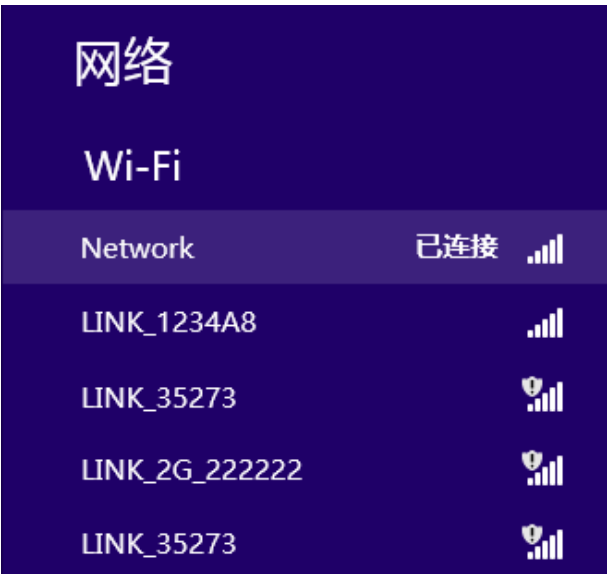 网络
Wi-Fi
Network 已连接
LINK_1234A8
LINK_35273
LINK_2G_222222
LINK_35273